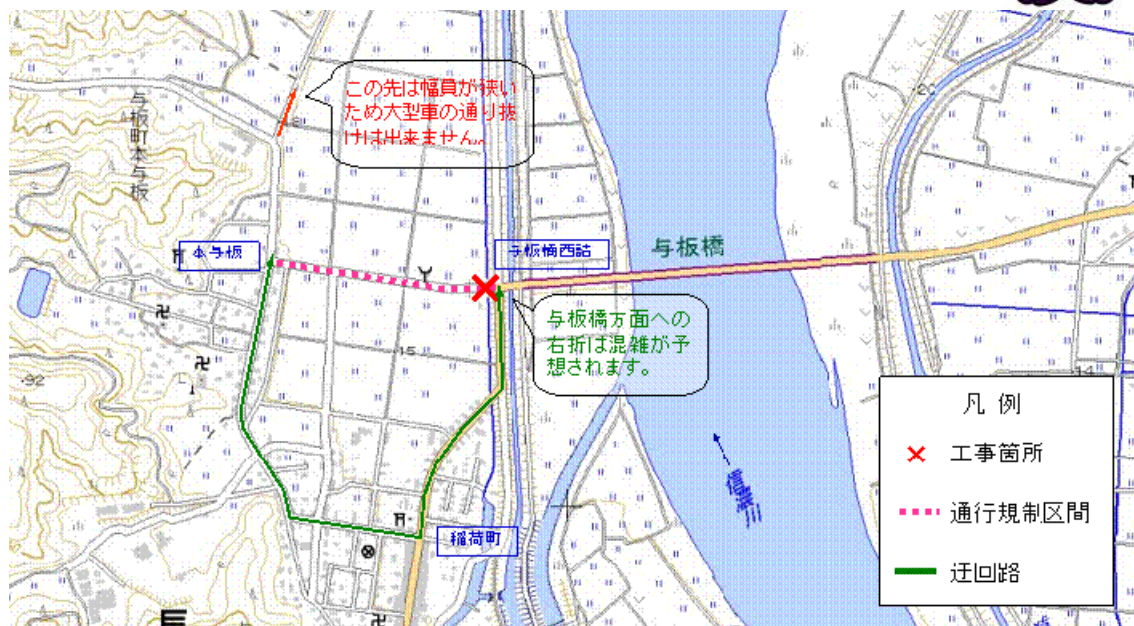 この先は幅員が狭い
ため大型車の通り抜
けは出来ません。
与板町本与板
本与板
与板橋西詰
与板橋
与板橋方面への
右折は混雑が予
想されます。
15
92
20
14
信濃川
稲荷町
凡 例
工事箇所
通行規制区間
迂回路